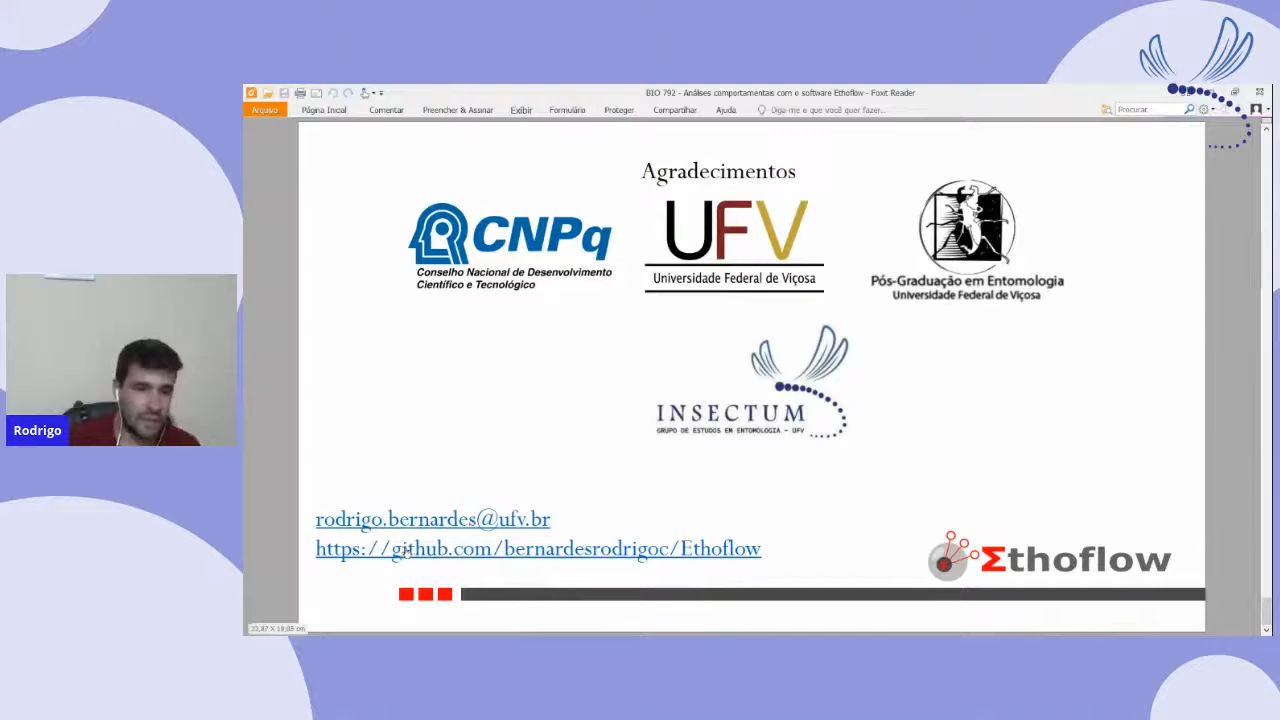 BIO 792 - Análises comportamentais com o software Ethoflow - Foxit Reader
Arquivo Página Inicial Comentar Preencher & Assinar Exibir Formulário Proteger Compartilhar Ajuda Diga-me o que você quer fazer... Procurar
Agradecimentos
CNPq
Conselho Nacional de Desenvolvimento
Científico e Tecnológico
UFV
Universidade Federal de Viçosa
Pós-Graduação em Entomologia
Universidade Federal de Viçosa
INSECTUM
GRUPO DE ESTUDOS EM ENTOMOLOGIA - UFV
Rodrigo
rodrigo.bernardes@ufv.br
https://github.com/bernardesrodrigoc/Ethoflow
Σthoflow